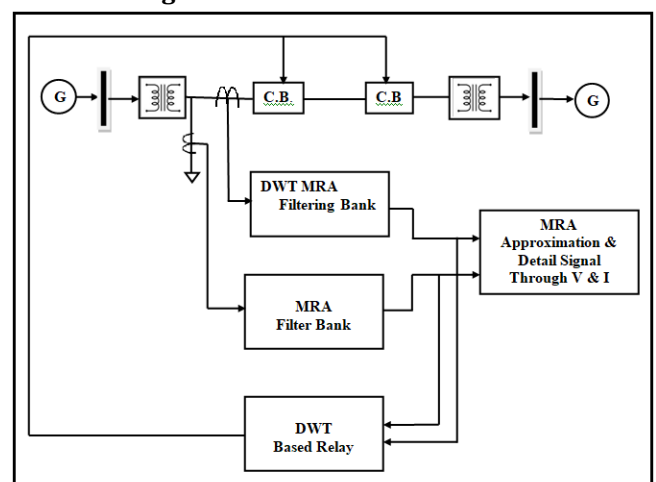 G
C.B.
C.B
G
DWT MRA
Filtering Bank
MRA
Approximation &
Detail Signal
Through V & I
MRA
Filter Bank
DWT
Based Relay